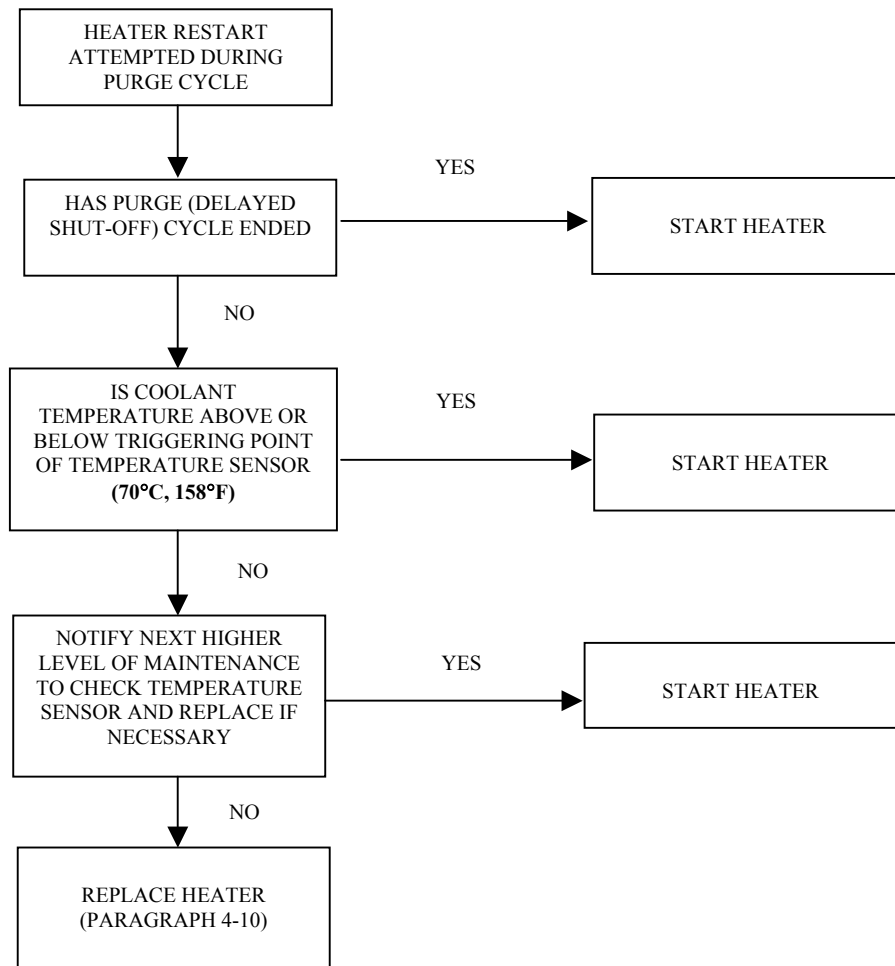 HEATER RESTART
ATTEMPTED DURING
PURGE CYCLE
YES
HAS PURGE (DELAYED
SHUT-OFF) CYCLE ENDED
START HEATER
NO
IS COOLANT
TEMPERATURE ABOVE OR
BELOW TRIGGERING POINT
OF TEMPERATURE SENSOR
(70°C, 158°F)
YES
START HEATER
NO
NOTIFY NEXT HIGHER
LEVEL OF MAINTENANCE
TO CHECK TEMPERATURE
SENSOR AND REPLACE IF
NECESSARY
YES
START HEATER
NO
REPLACE HEATER
(PARAGRAPH 4-10)